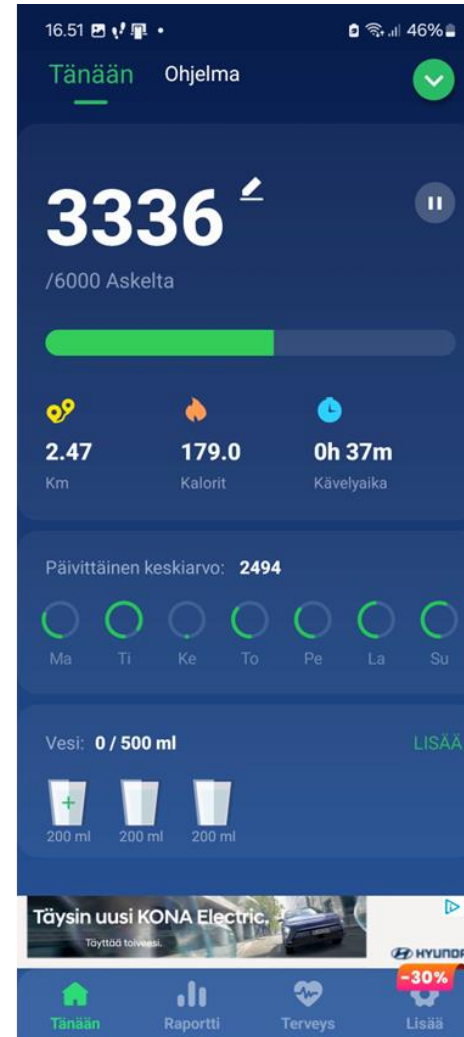 16.51 46%
Tänään Ohjelma
3336
/6000 Askelta
2.47 179.0 0h 37m
Km Kalorit Kävelyaika
Päivittäinen keskiarvo: 2494
Ma Ti Ke To Pe La Su
Vesi: 0 / 500 ml LISÄÄ
200 ml 200 ml 200 ml
Täysin uusi KONA Electric.
Täyttää toiveesi.
HYUNDAI
-30%
Tänään Raportti Terveys Lisää